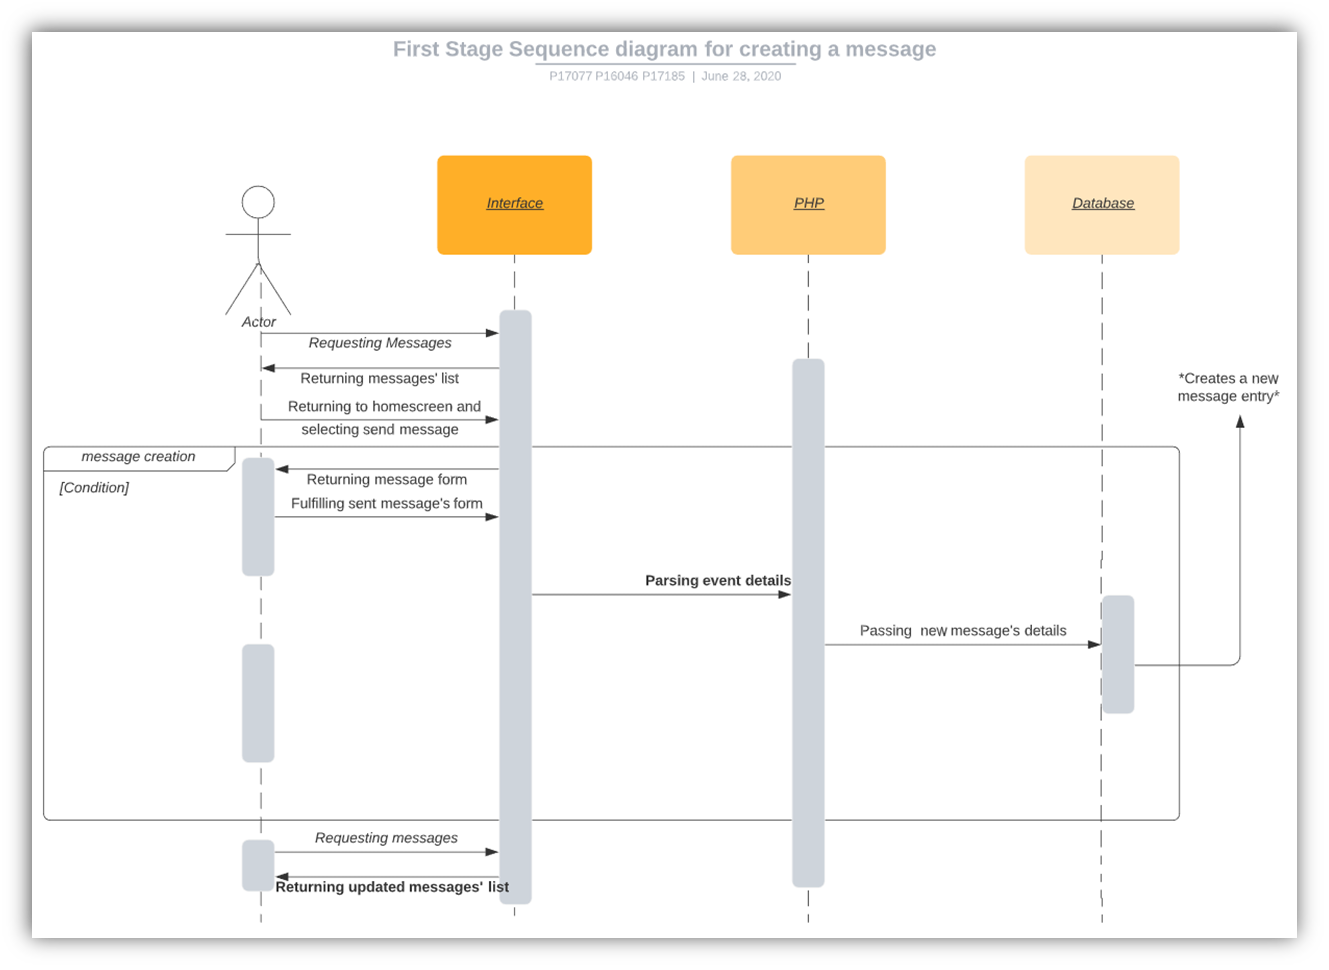 First Stage Sequence diagram for creating a message
P17077 P16046 P17185 | June 28, 2020
Interface
PHP
Database
Actor
Requesting Messages
Returning messages' list
*Creates a new
message entry*
Returning to homescreen and
selecting send message
message creation
Returning message form
[Condition]
Fulfilling sent message's form
Parsing event details
Passing  new message's details
Requesting messages
Returning updated messages' list